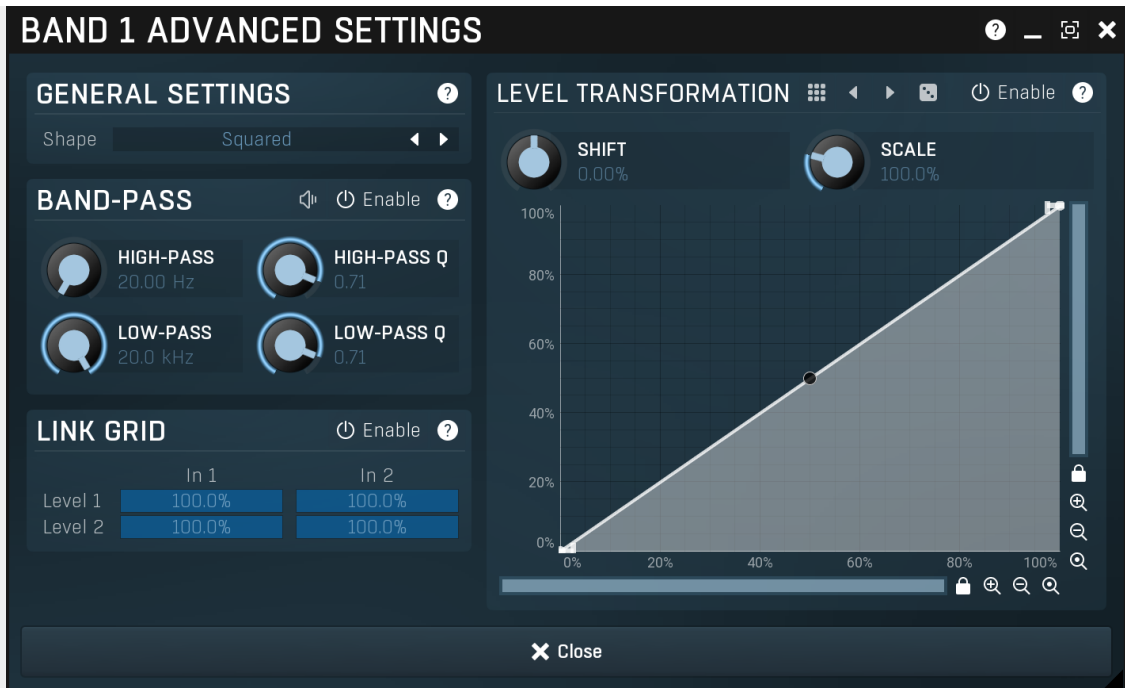 BAND 1 ADVANCED SETTINGS
GENERAL SETTINGS
Shape Squared
BAND-PASS Enable
HIGH-PASS
20.00 Hz
HIGH-PASS Q
0.71
LOW-PASS
20.0 kHz
LOW-PASS Q
0.71
LINK GRID Enable
In 1 In 2
Level 1 100.0% 100.0%
Level 2 100.0% 100.0%
LEVEL TRANSFORMATION Enable
SHIFT
0.00%
SCALE
100.0%
100%
80%
60%
40%
20%
0%
0% 20% 40% 60% 80% 100%
Close